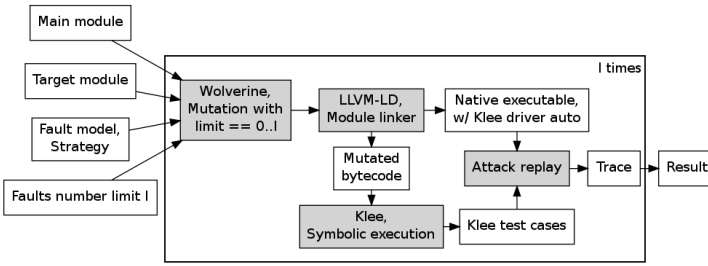 Main module
Target module
Fault model,
Strategy
Faults number limit l
l times
Wolverine,
Mutation with
limit == 0..l
LLVM-LD,
Module linker
Native executable,
w/ Klee driver auto
Mutated
bytecode
Attack replay
Trace
Result
Klee,
Symbolic execution
Klee test cases